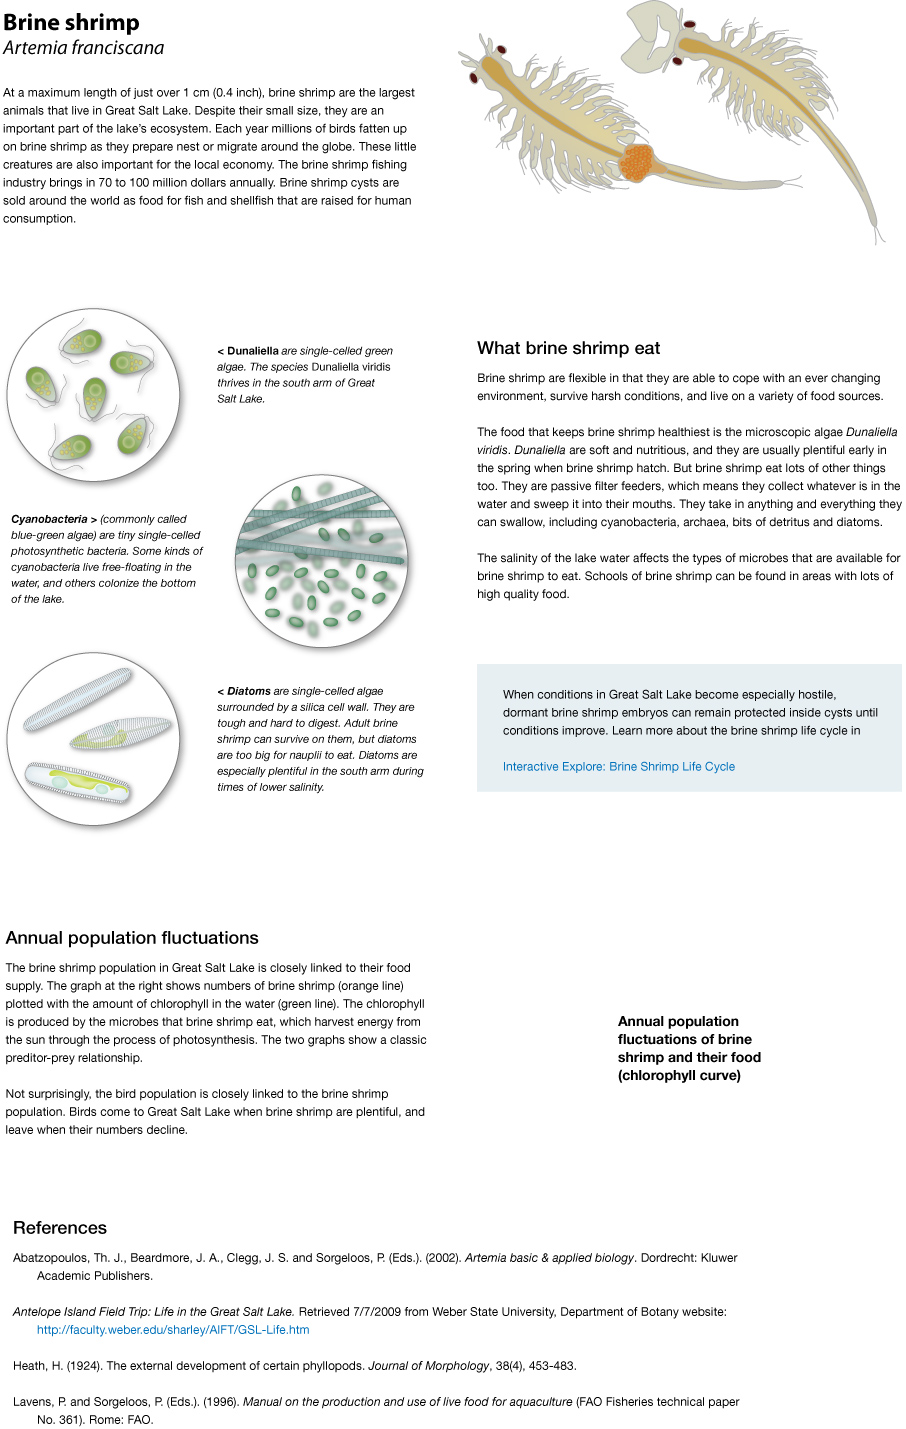 Brine shrimp
Artemia franciscana
At a maximum length of just over 1 cm (0.4 inch), brine shrimp are the largest
animals that live in Great Salt Lake. Despite their small size, they are an
important part of the lake's ecosystem. Each year millions of birds fatten up
on brine shrimp as they prepare nest or migrate around the globe. These little
creatures are also important for the local economy. The brine shrimp fishing
industry brings in 70 to 100 million dollars annually. Brine shrimp cysts are
sold around the world as food for fish and shellfish that are raised for human
consumption.
< Dunaliella are single-celled green
algae. The species Dunaliella viridis
thrives in the south arm of Great
Salt Lake.
Cyanobacteria > (commonly called
blue-green algae) are tiny single-celled
photosynthetic bacteria. Some kinds of
cyanobacteria live free-floating in the
water, and others colonize the bottom
of the lake.
< Diatoms are single-celled algae
surrounded by a silica cell wall. They are
tough and hard to digest. Adult brine
shrimp can survive on them, but diatoms
are too big for nauplii to eat. Diatoms are
especially plentiful in the south arm during
times of lower salinity.
What brine shrimp eat
Brine shrimp are flexible in that they are able to cope with an ever changing
environment, survive harsh conditions, and live on a variety of food sources.
The food that keeps brine shrimp healthiest is the microscopic algae Dunaliella
viridis. Dunaliella are soft and nutritious, and they are usually plentiful early in
the spring when brine shrimp hatch. But brine shrimp eat lots of other things
too. They are passive filter feeders, which means they collect whatever is in the
water and sweep it into their mouths. They take in anything and everything they
can swallow, including cyanobacteria, archaea, bits of detritus and diatoms.
The salinity of the lake water affects the types of microbes that are available for
brine shrimp to eat. Schools of brine shrimp can be found in areas with lots of
high quality food.
When conditions in Great Salt Lake become especially hostile,
dormant brine shrimp embryos can remain protected inside cysts until
conditions improve. Learn more about the brine shrimp life cycle in
Interactive Explore: Brine Shrimp Life Cycle
Annual population fluctuations
The brine shrimp population in Great Salt Lake is closely linked to their food
supply. The graph at the right shows numbers of brine shrimp (orange line)
plotted with the amount of chlorophyll in the water (green line). The chlorophyll
is produced by the microbes that brine shrimp eat, which harvest energy from
the sun through the process of photosynthesis. The two graphs show a classic
preditor-prey relationship.
Not surprisingly, the bird population is closely linked to the brine shrimp
population. Birds come to Great Salt Lake when brine shrimp are plentiful, and
leave when their numbers decline.
Annual population
fluctuations of brine
shrimp and their food
(chlorophyll curve)
References
Abatzopoulos, Th. J., Beardmore, J. A., Clegg, J. S. and Sorgeloos, P. (Eds.). (2002). Artemia basic & applied biology. Dordrecht: Kluwer
Academic Publishers.
Antelope Island Field Trip: Life in the Great Salt Lake. Retrieved 7/7/2009 from Weber State University, Department of Botany website:
http://faculty.weber.edu/sharley/AIFT/GSL-Life.htm
Heath, H. (1924). The external development of certain phyllopods. Journal of Morphology, 38(4), 453-483.
Lavens, P. and Sorgeloos, P. (Eds.). (1996). Manual on the production and use of live food for aquaculture (FAO Fisheries technical paper
No. 361). Rome: FAO.